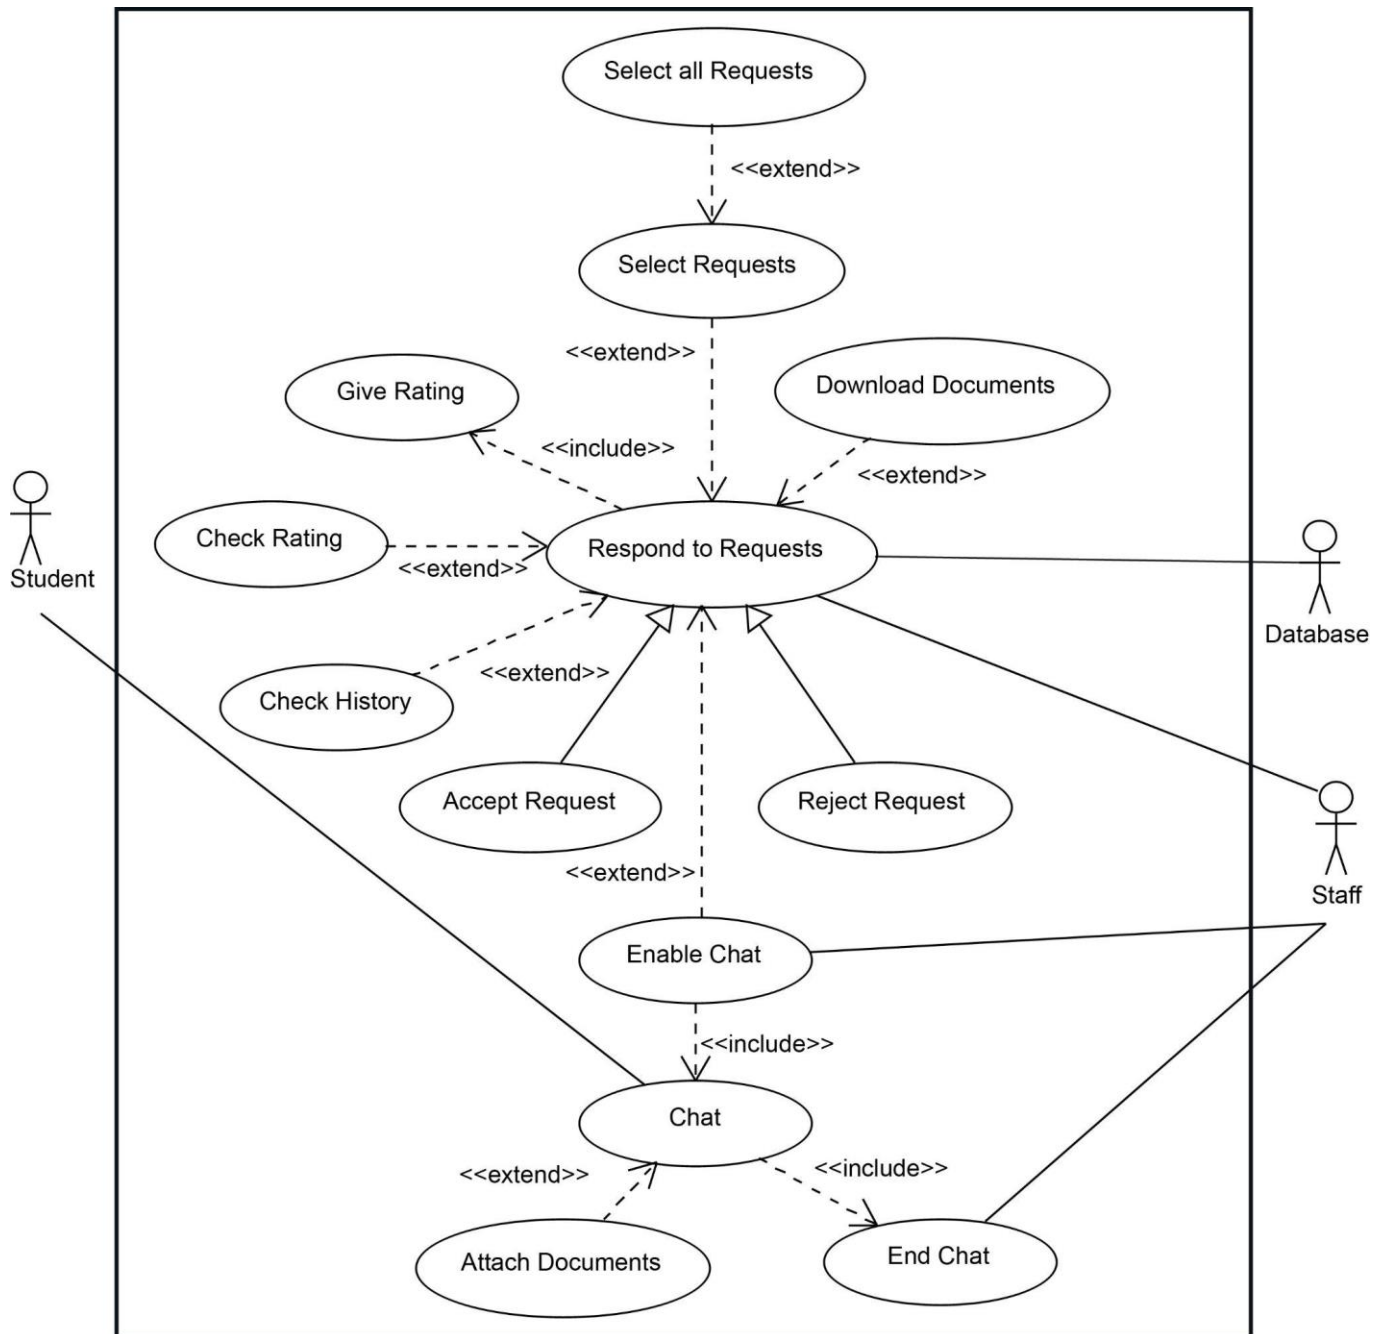 Select all Requests
<<extend>>
Select Requests
<<extend>>
Give Rating
Download Documents
<<include>>
<<extend>>
Check Rating
Respond to Requests
<<extend>>
Student
Database
<<extend>>
Check History
Accept Request
Reject Request
<<extend>>
Staff
Enable Chat
<<include>>
Chat
<<extend>>
<<include>>
Attach Documents
End Chat